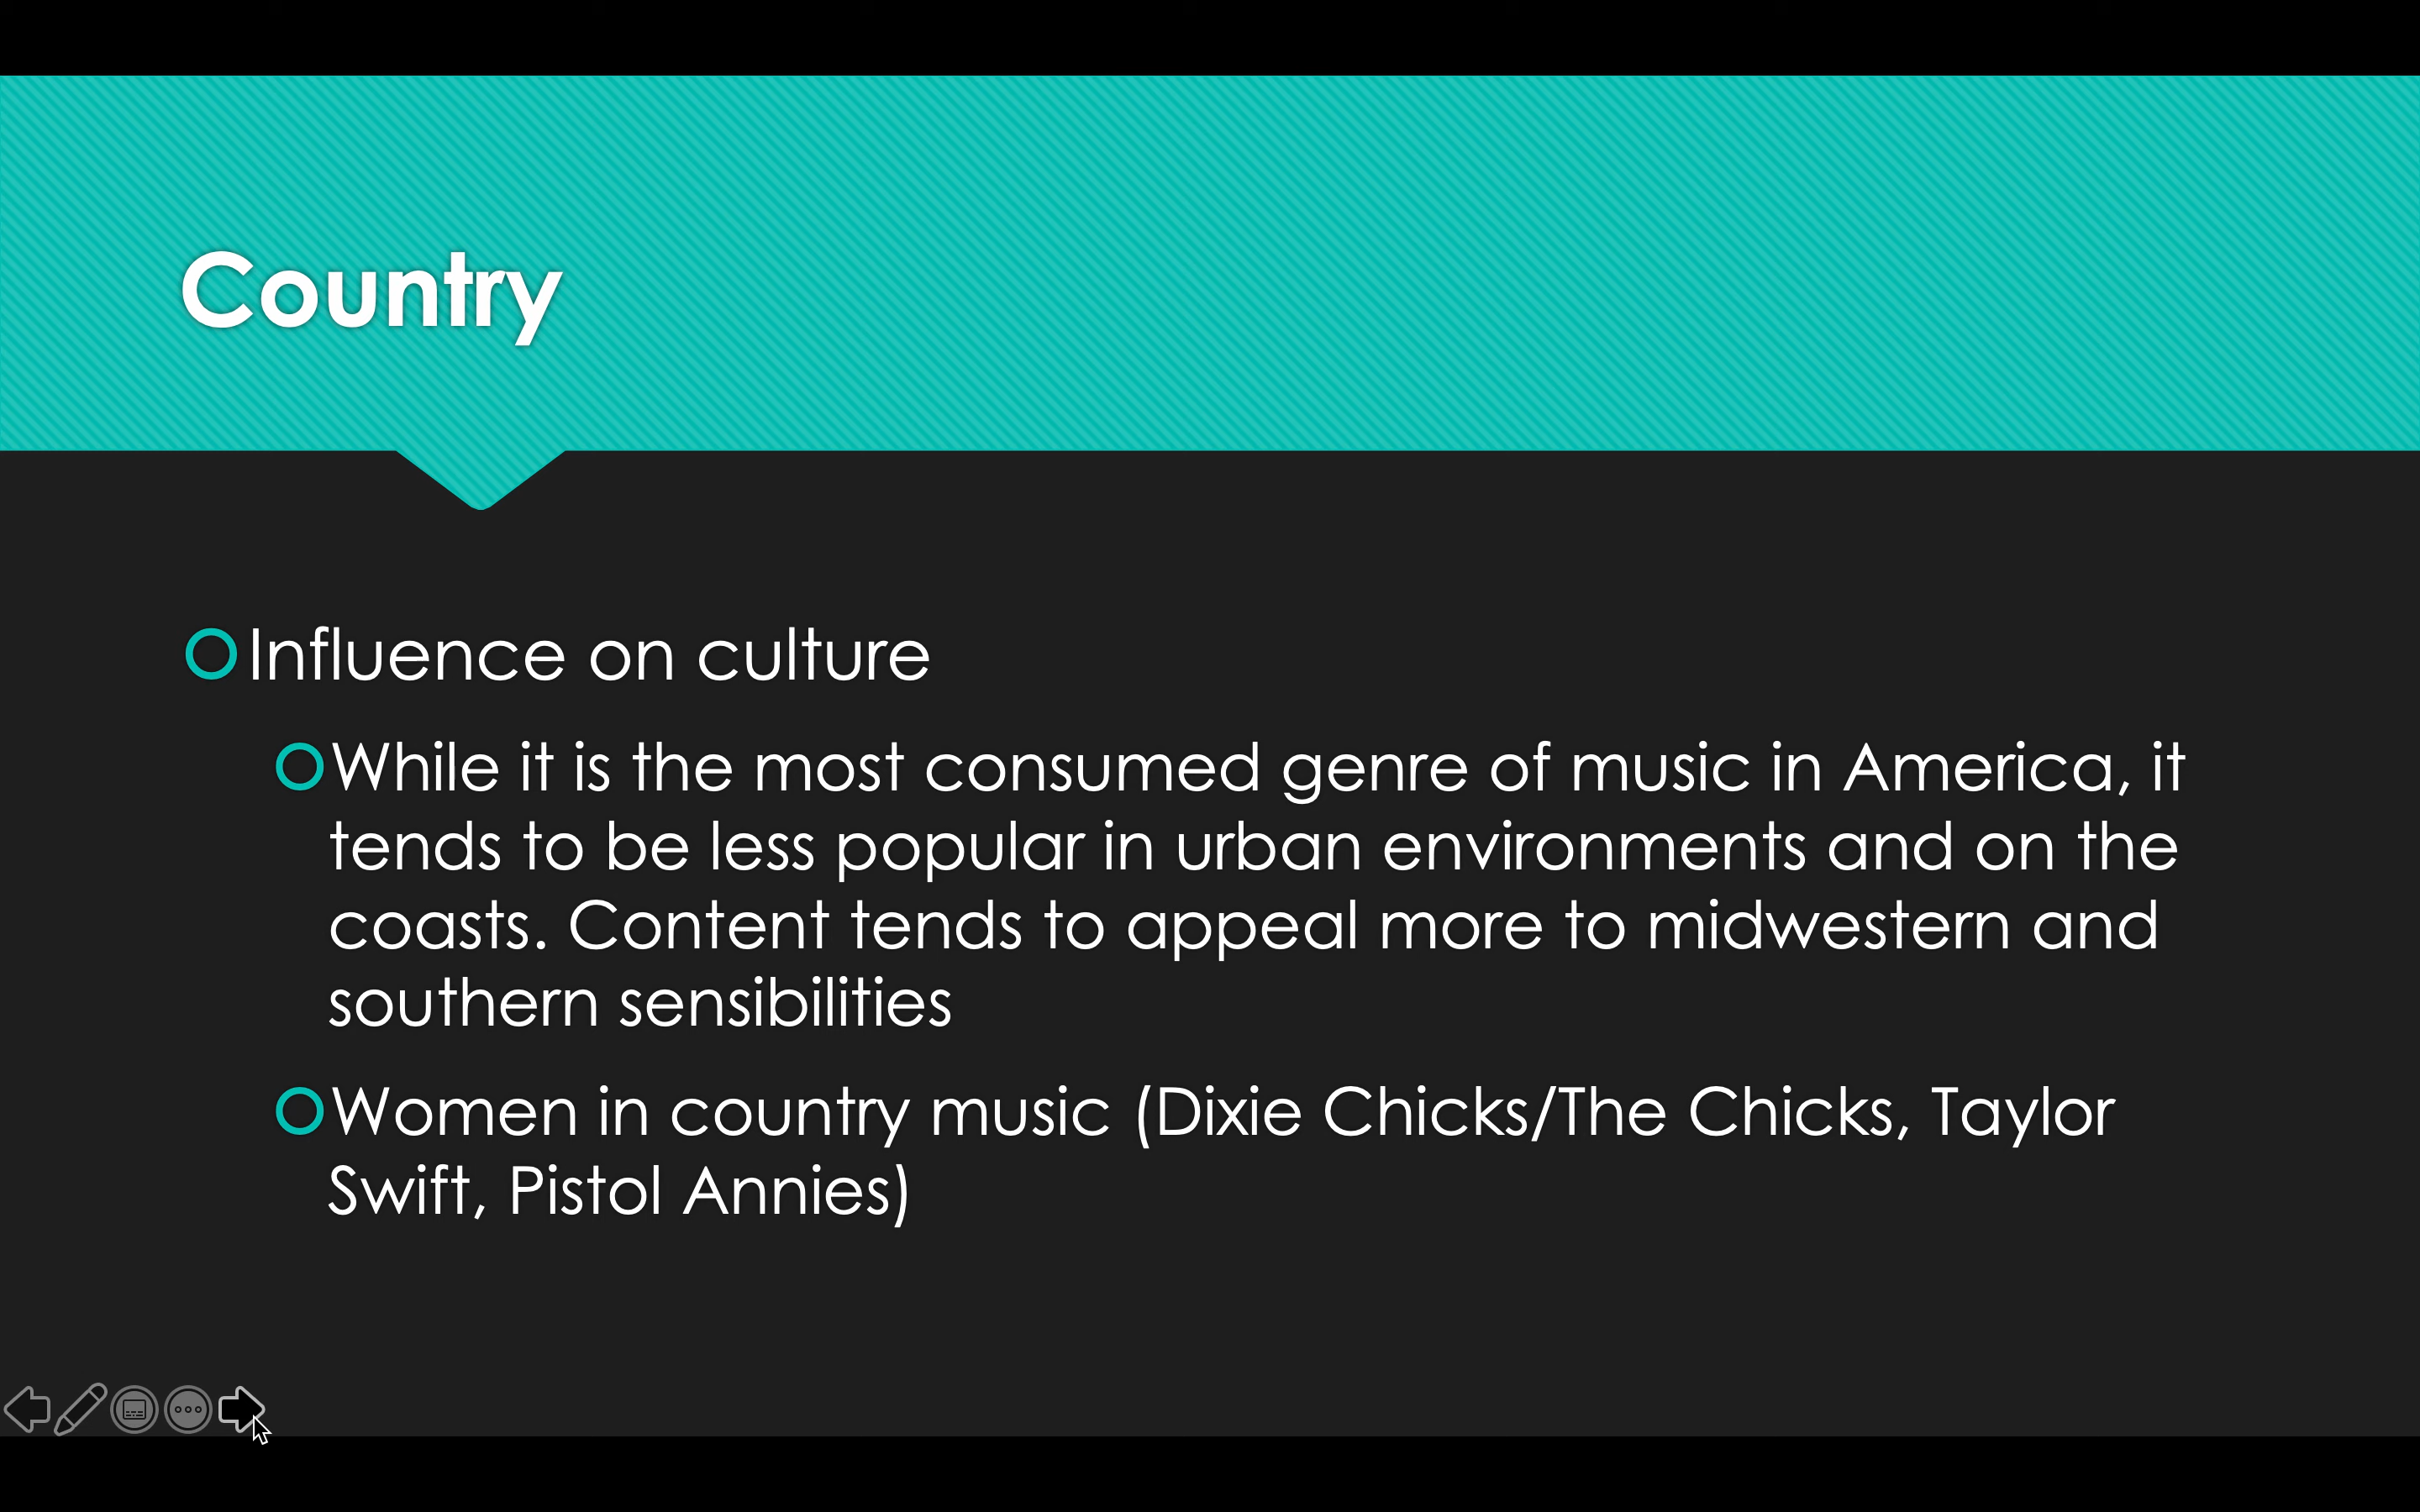 Country
Influence on culture
While it is the most consumed genre of music in America, it
tends to be less popular in urban environments and on the
coasts. Content tends to appeal more to midwestern and
southern sensibilities
Women in country music (Dixie Chicks/The Chicks, Taylor
Swift, Pistol Annies)